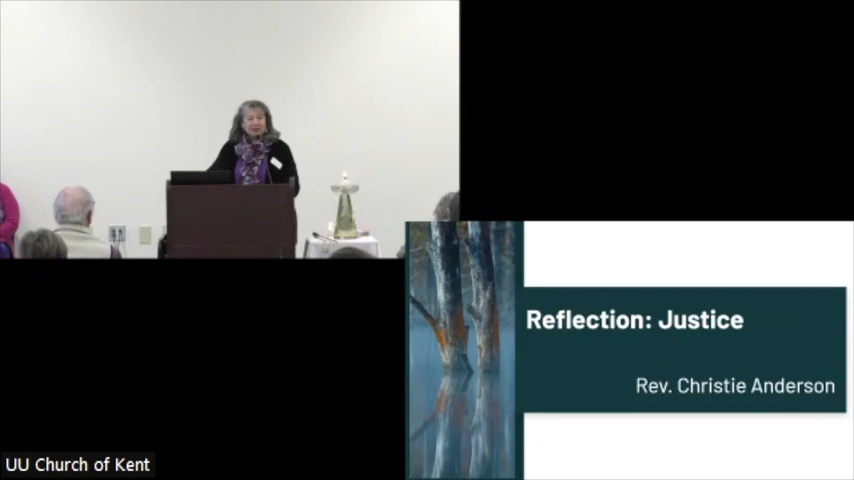 Reflection: Justice
Rev. Christie Anderson
UU Church of Kent